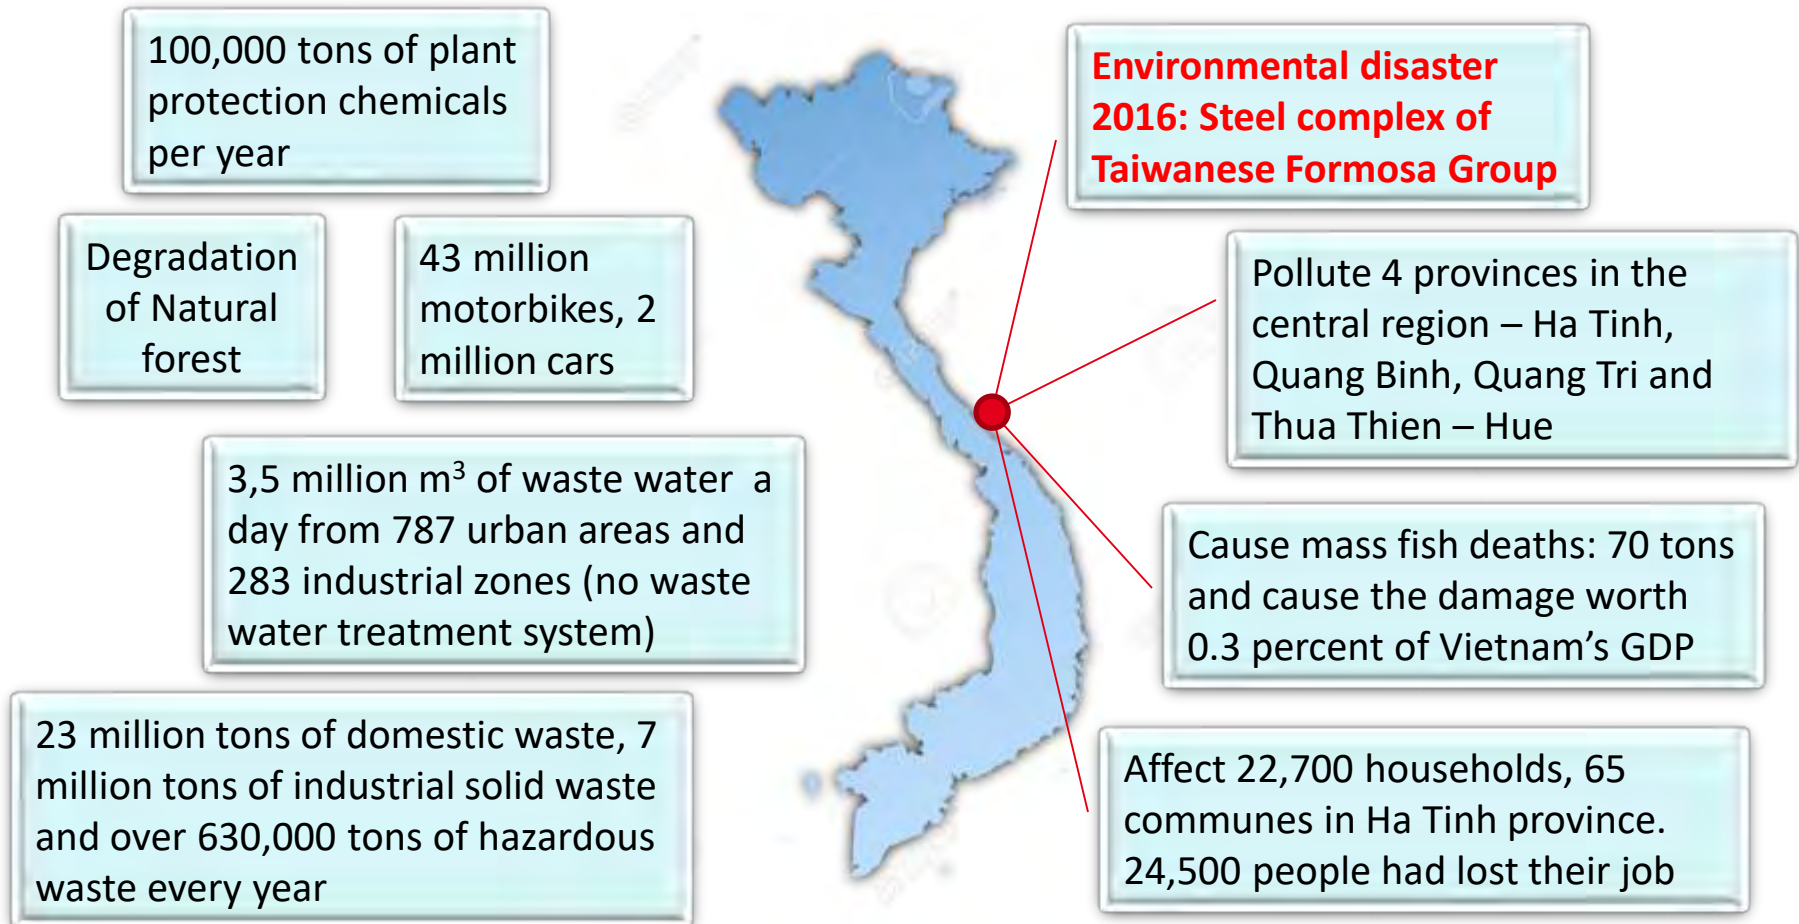 100,000 tons of plant
protection chemicals
per year
Degradation
of Natural
forest
43 million
motorbikes, 2
million cars
3,5 million m³ of waste water a
day from 787 urban areas and
283 industrial zones (no waste
water treatment system)
23 million tons of domestic waste, 7
million tons of industrial solid waste
and over 630,000 tons of hazardous
waste every year
Environmental disaster
2016: Steel complex of
Taiwanese Formosa Group
Pollute 4 provinces in the
central region – Ha Tinh,
Quang Binh, Quang Tri and
Thua Thien – Hue
Cause mass fish deaths: 70 tons
and cause the damage worth
0.3 percent of Vietnam’s GDP
Affect 22,700 households, 65
communes in Ha Tinh province.
24,500 people had lost their job